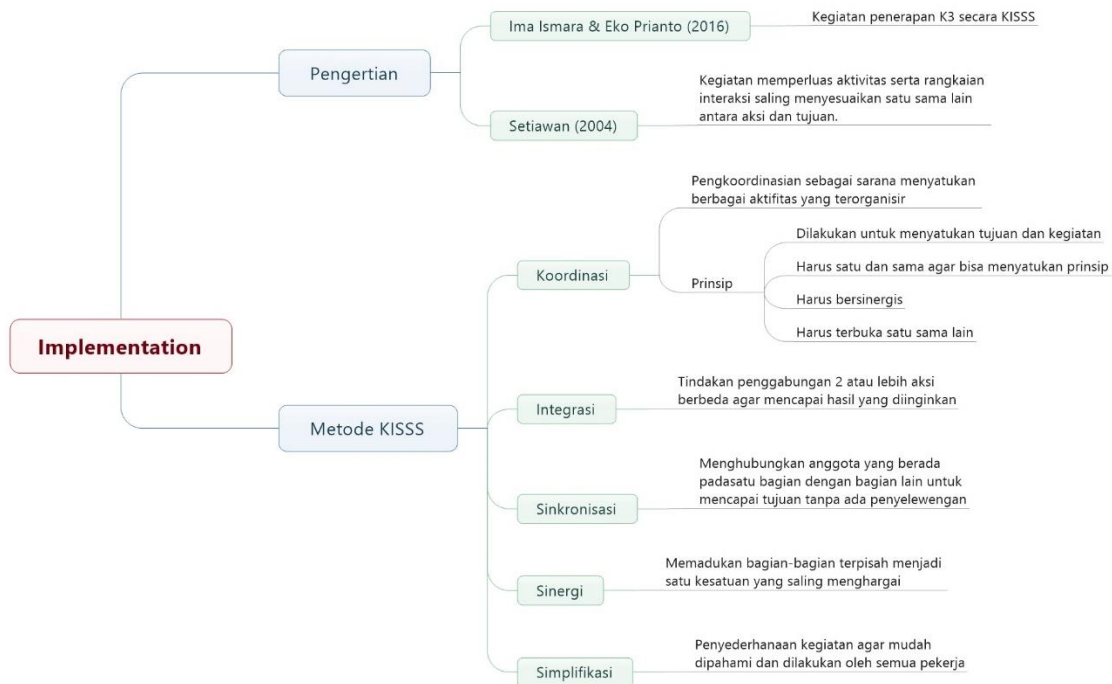 Implementation
Pengertian
Ima Ismara & Eko Prianto (2016)
Kegiatan penerapan K3 secara KISSS
Setiawan (2004)
Kegiatan memperluas aktivitas serta rangkaian
interaksi saling menyesuaikan satu sama lain
antara aksi dan tujuan.
Metode KISSS
Koordinasi
Pengkoordinasian sebagai sarana menyatukan
berbagai aktifitas yang terorganisir
Prinsip
Dilakukan untuk menyatukan tujuan dan kegiatan
Harus satu dan sama agar bisa menyatukan prinsip
Harus bersinergis
Harus terbuka satu sama lain
Integrasi
Tindakan penggabungan 2 atau lebih aksi
berbeda agar mencapai hasil yang diinginkan
Sinkronisasi
Menghubungkan anggota yang berada
padasatu bagian dengan bagian lain untuk
mencapai tujuan tanpa ada penyelewengan
Sinergi
Memadukan bagian-bagian terpisah menjadi
satu kesatuan yang saling menghargai
Simplifikasi
Penyederhanaan kegiatan agar mudah
dipahami dan dilakukan oleh semua pekerja